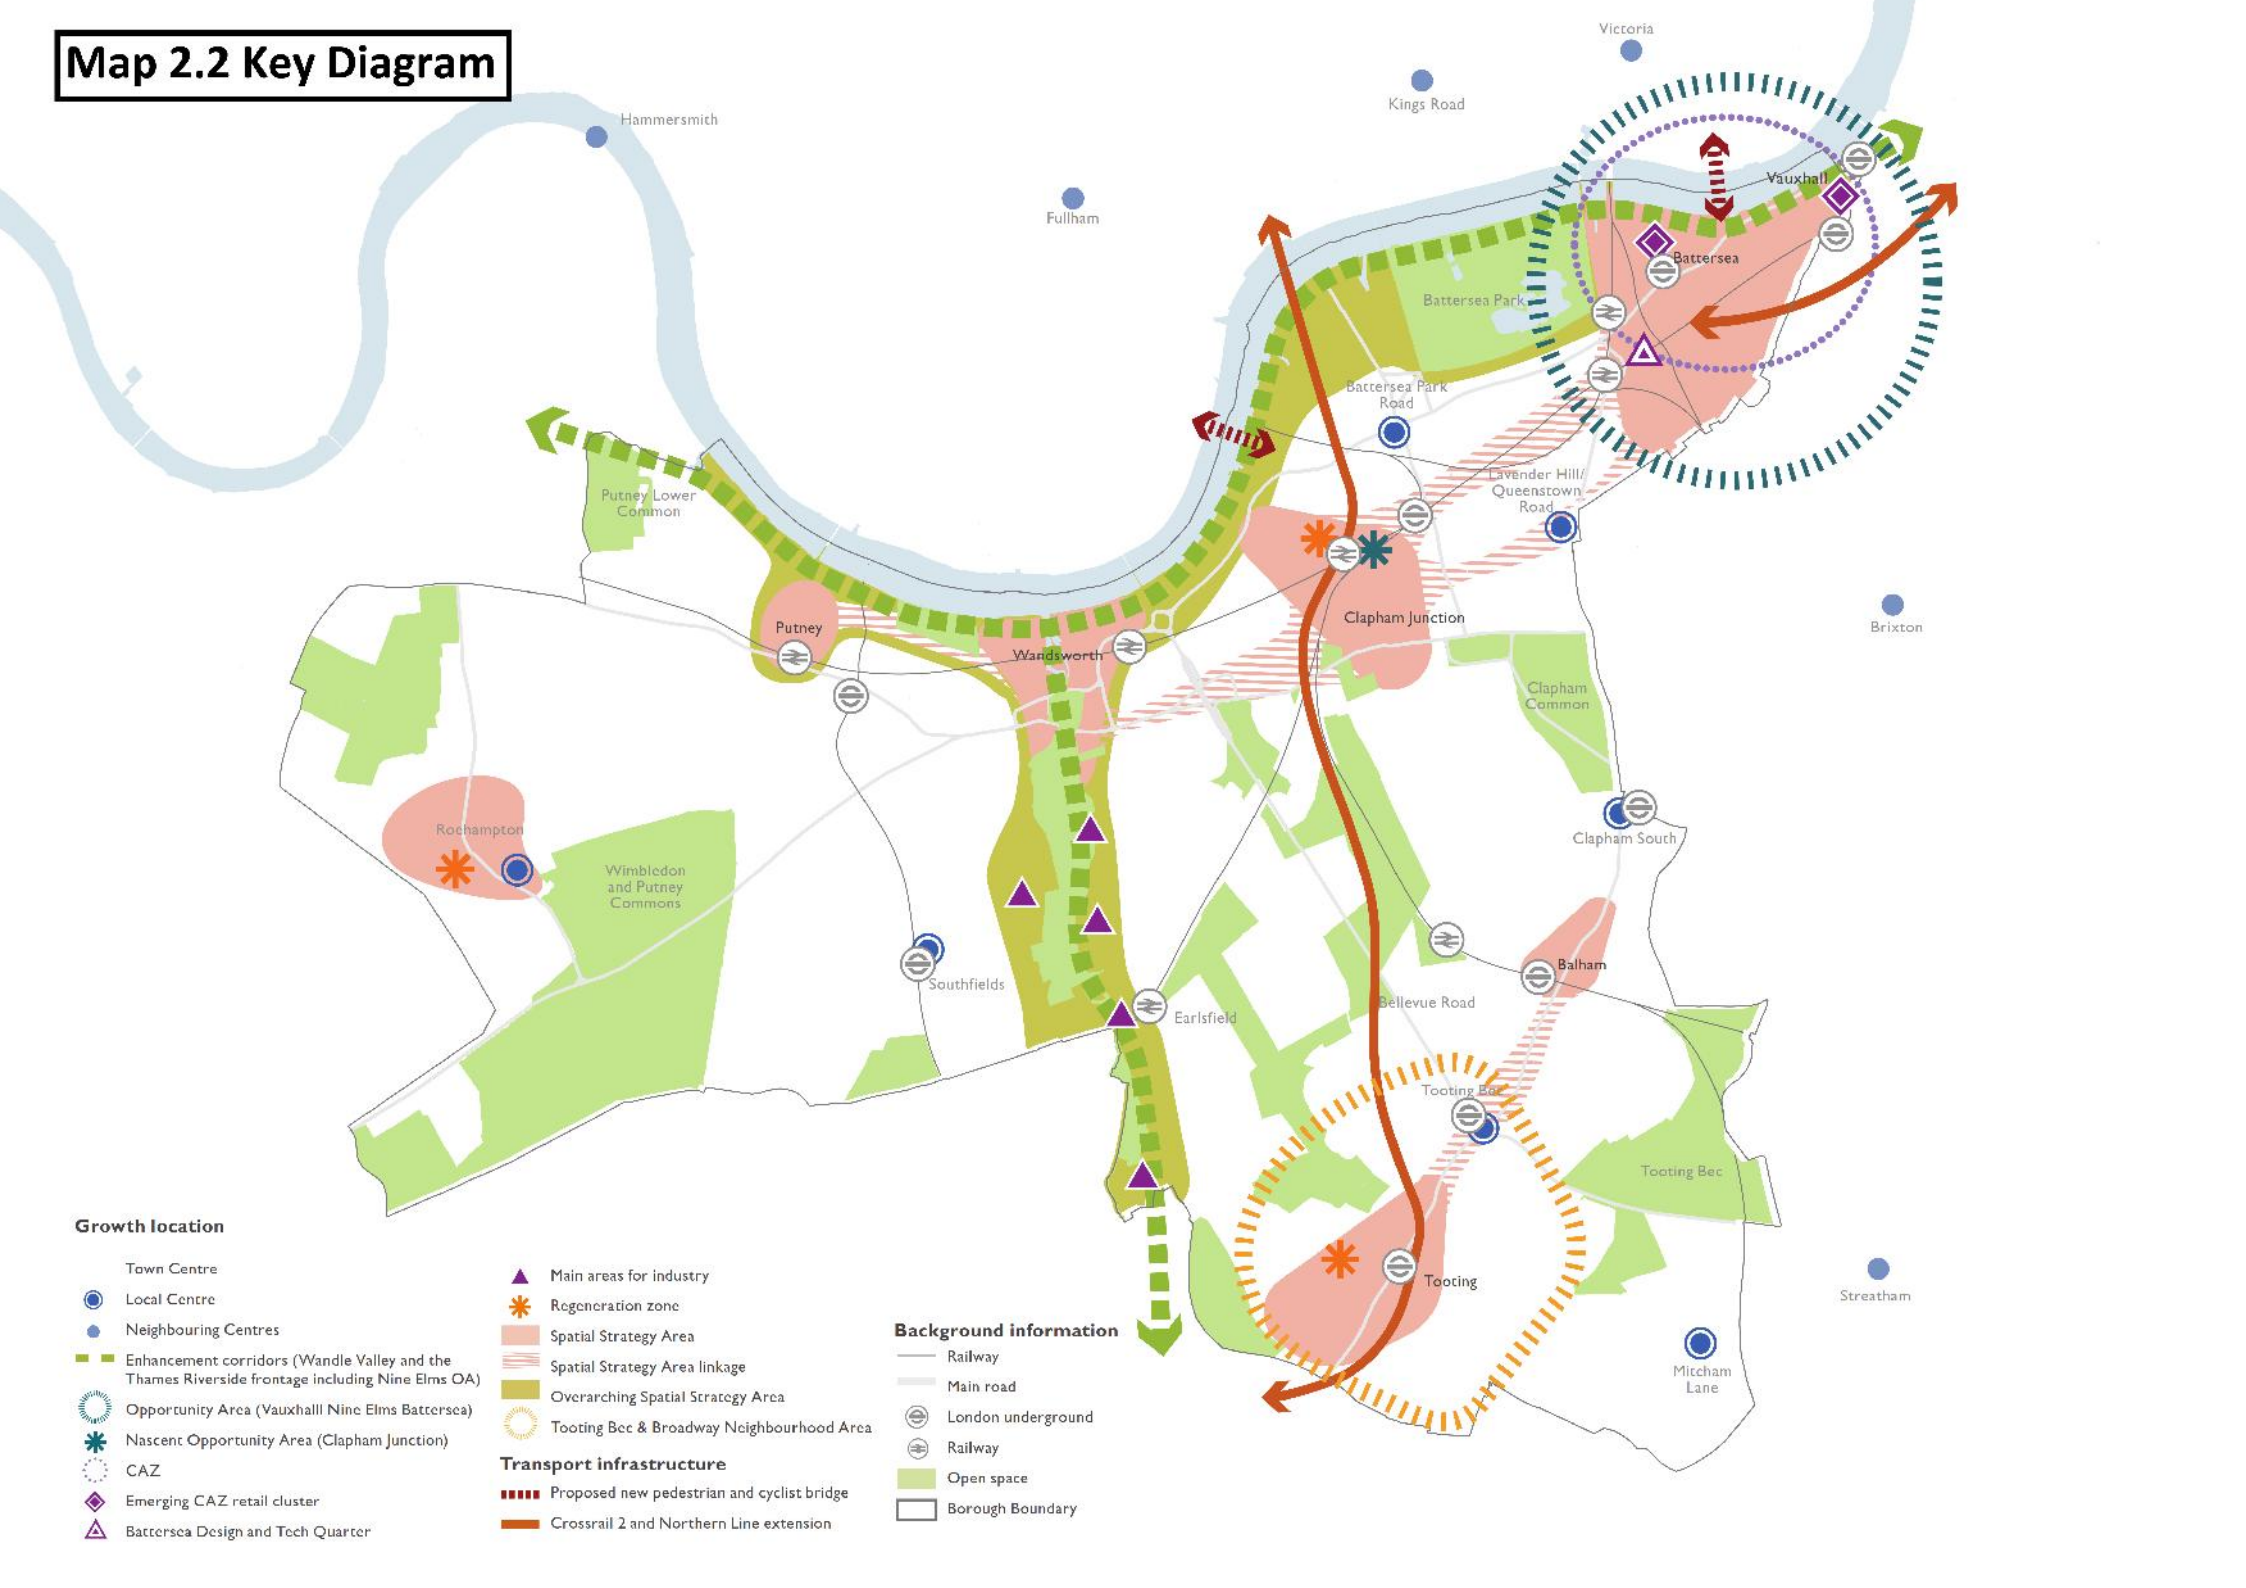 Map 2.2 Key Diagram
Victoria
Kings Road
Hammersmith
Fullham
Vauxhall
Battersea
Battersea Park
Battersea Park
Road
Lavender Hill/
Queenstown
Road
Putney Lower
Common
Clapham Junction
Brixton
Putney
Wandsworth
Clapham
Common
Roehampton
Clapham South
Wimbledon
and Putney
Commons
Balham
Southfields
Bellevue Road
Earlsfield
Tooting Bec
Tooting Bec
Tooting
Streatham
Mitcham
Lane
Growth location
Town Centre
Local Centre
Neighbouring Centres
Enhancement corridors (Wandle Valley and the
Thames Riverside frontage including Nine Elms OA)
Opportunity Area (Vauxhalll Nine Elms Battersea)
Nascent Opportunity Area (Clapham Junction)
CAZ
Emerging CAZ retail cluster
Battersea Design and Tech Quarter
Main areas for industry
Regeneration zone
Spatial Strategy Area
Spatial Strategy Area linkage
Overarching Spatial Strategy Area
Tooting Bec & Broadway Neighbourhood Area
Transport infrastructure
Proposed new pedestrian and cyclist bridge
Crossrail 2 and Northern Line extension
Background information
Railway
Main road
London underground
Railway
Open space
Borough Boundary